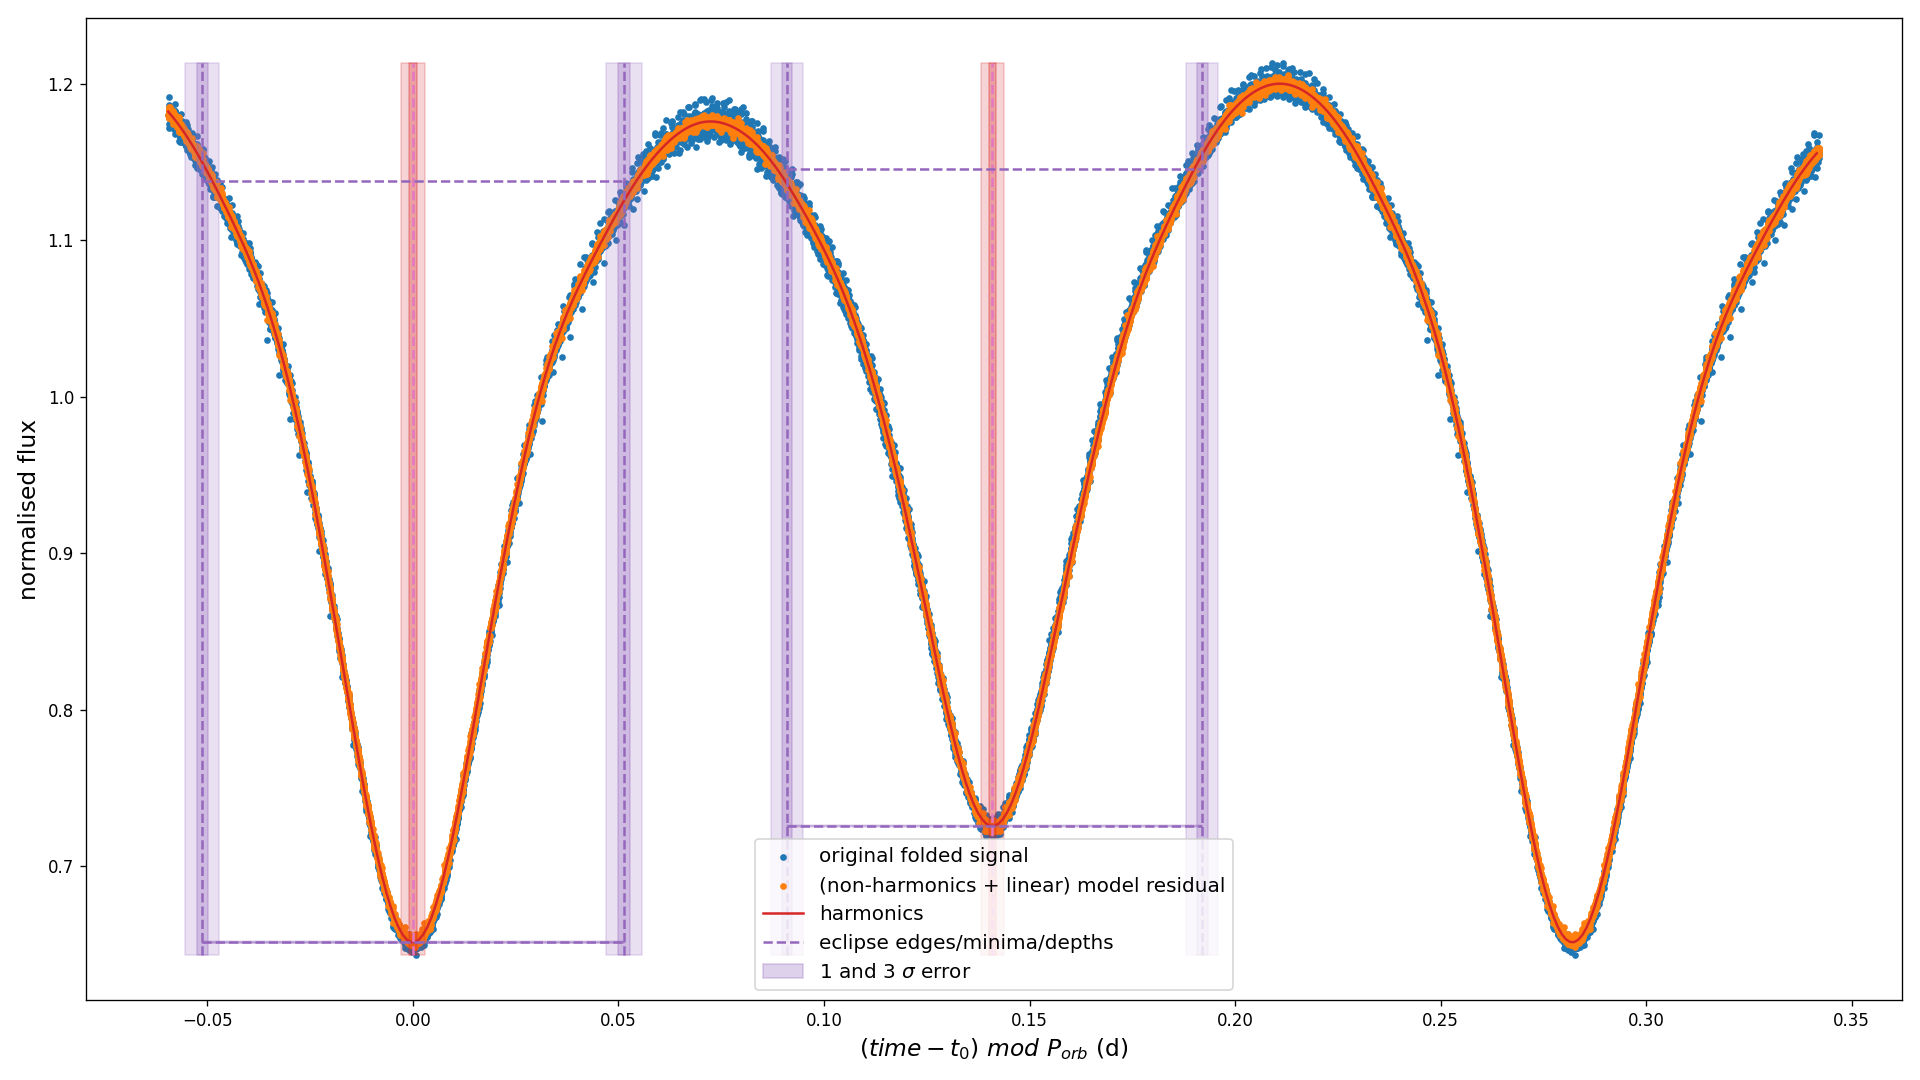 1.2
1.1
1.0
0.9
0.8
0.7
normalised flux
original folded signal
(non-harmonics + linear) model residual
harmonics
eclipse edges/minima/depths
1 and 3 σ error
−0.05 0.00 0.05 0.10 0.15 0.20 0.25 0.30 0.35
(time − t₀) mod Pₒᵣb (d)